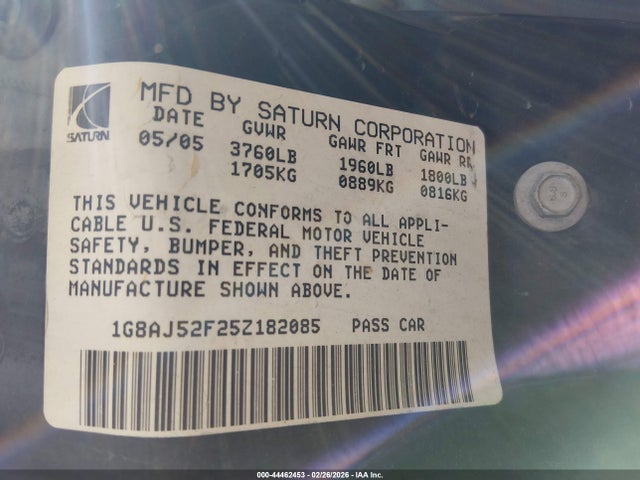 SATURN
MFD BY SATURN CORPORATION
DATE GVWR GAWR FRT GAWR RR
05/05 3760LB 1960LB 1800LB
1705KG 0889KG 0816KG
THIS VEHICLE CONFORMS TO ALL APPLI-
CABLE U.S. FEDERAL MOTOR VEHICLE
SAFETY, BUMPER, AND THEFT PREVENTION
STANDARDS IN EFFECT ON THE DATE OF
MANUFACTURE SHOWN ABOVE.
1G8AJ52F25Z182085 PASS CAR
000-44462453 | 02/26/2026 | IAA Inc.